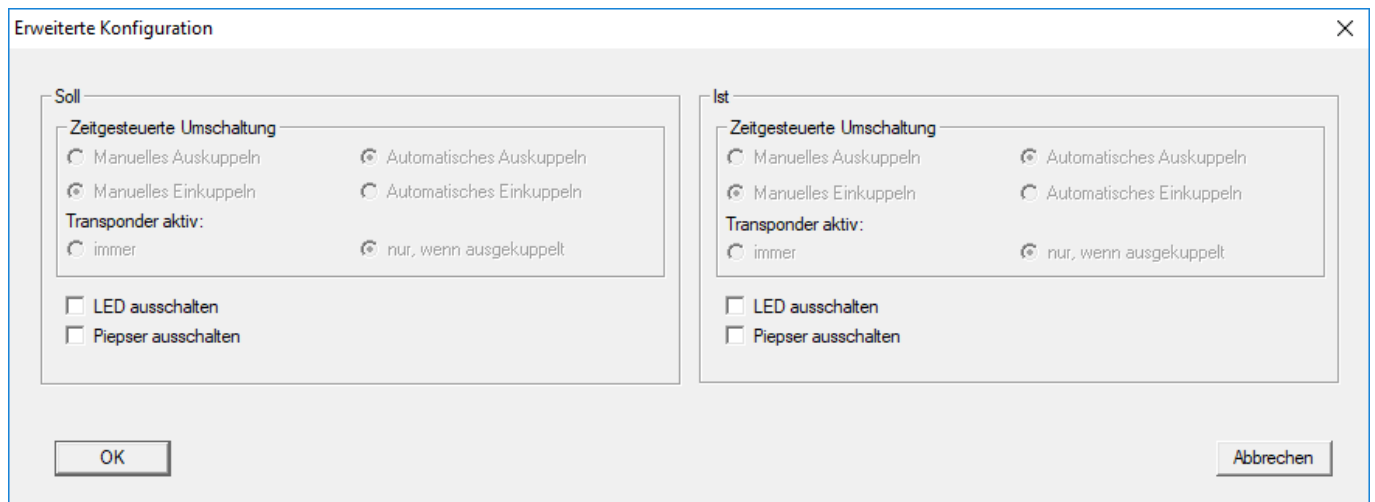 Erweiterte Konfiguration
Soll
Zeitgesteuerte Umschaltung
Manuelles Auskuppeln
Automatisches Auskuppeln
Manuelles Einkuppeln
Automatisches Einkuppeln
Transponder aktiv:
immer
nur, wenn ausgekuppelt
LED ausschalten
Piepser ausschalten
Ist
Zeitgesteuerte Umschaltung
Manuelles Auskuppeln
Automatisches Auskuppeln
Manuelles Einkuppeln
Automatisches Einkuppeln
Transponder aktiv:
immer
nur, wenn ausgekuppelt
LED ausschalten
Piepser ausschalten
OK
Abbrechen